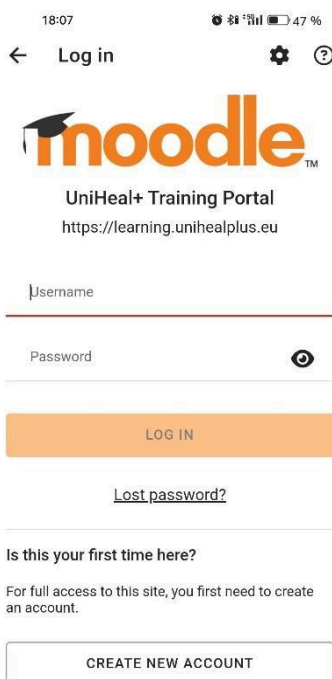 18:07 5G 47 %
Log in
moodle TM
UniHeal+ Training Portal
https://learning.unihealplus.eu
Username
Password
LOG IN
Lost password?
Is this your first time here?
For full access to this site, you first need to create
an account.
CREATE NEW ACCOUNT